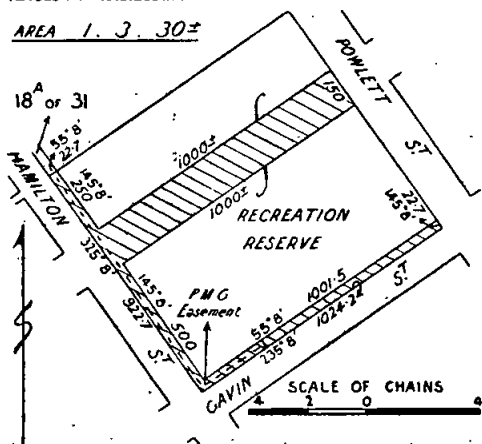 AREA 1. 3. 30±
POWLETT
ST
18A OF 31
55°8'
22.7
HAMILTON
ST
145°8'
250
1000±
150
1000±
RECREATION
RESERVE
22.7
145°8'
325°8'
922.7
145°8'
500
PMG
Easement
55°8'
1001.5
235°8'
1024.2
GAVIN
ST
SCALE OF CHAINS
4 2 0 4